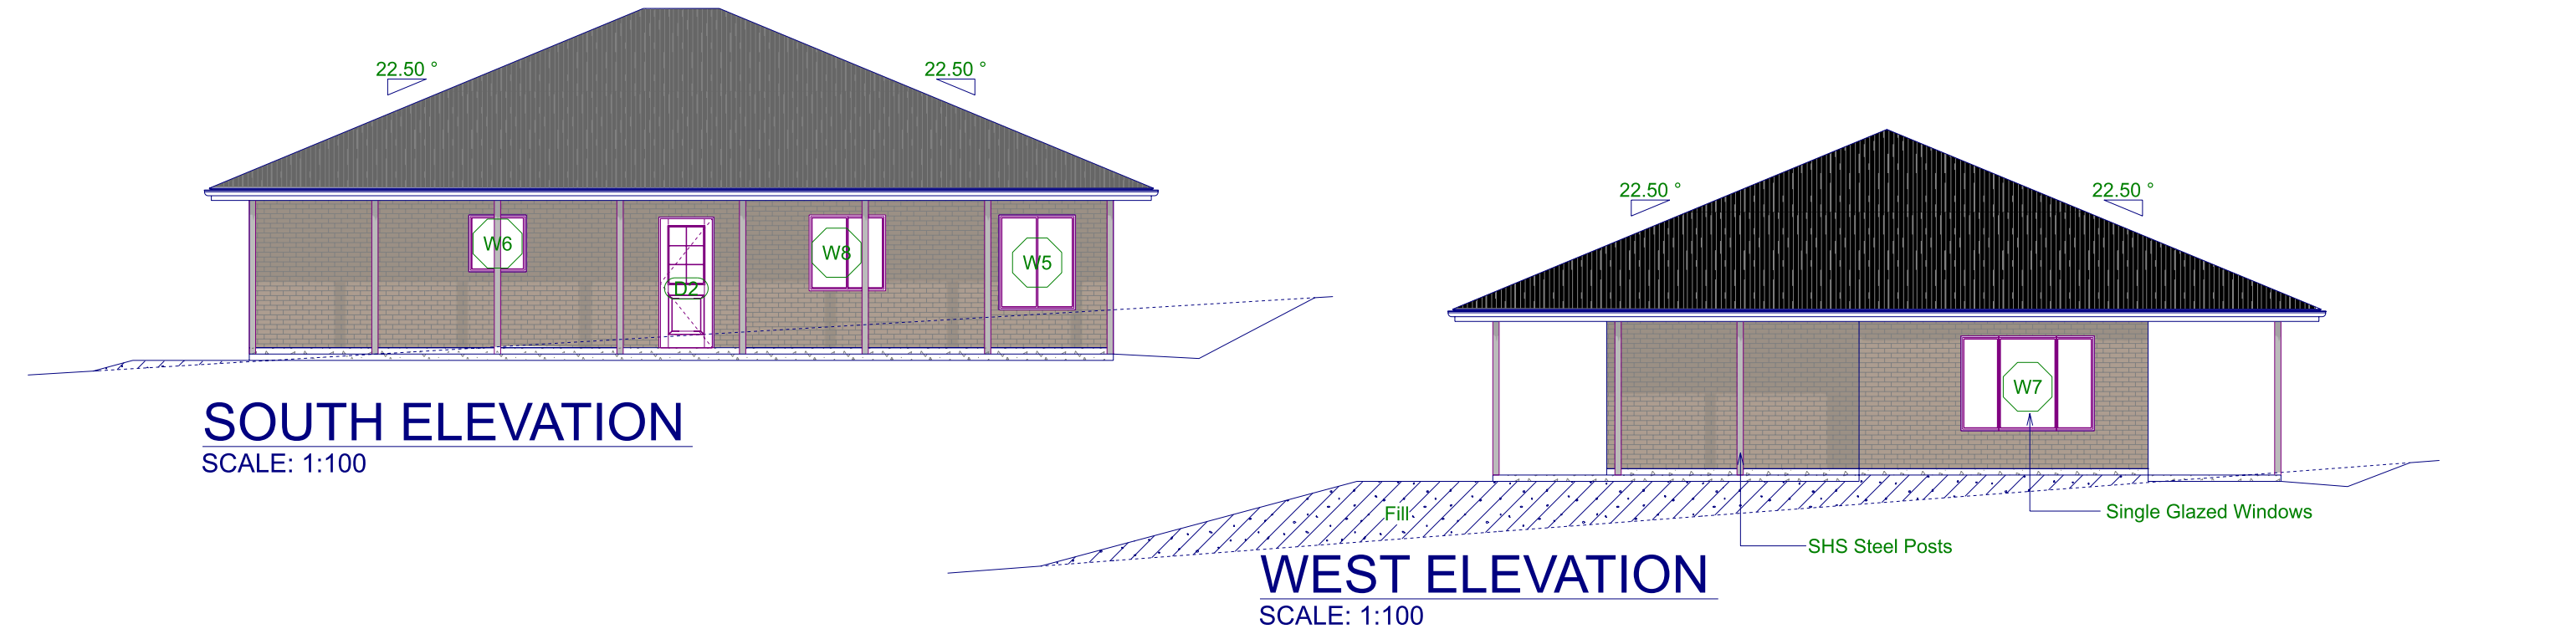 22.50 °
22.50 °
W6
W8
W5
D2
SOUTH ELEVATION
SCALE: 1:100
22.50 °
22.50 °
W7
Fill
Single Glazed Windows
SHS Steel Posts
WEST ELEVATION
SCALE: 1:100